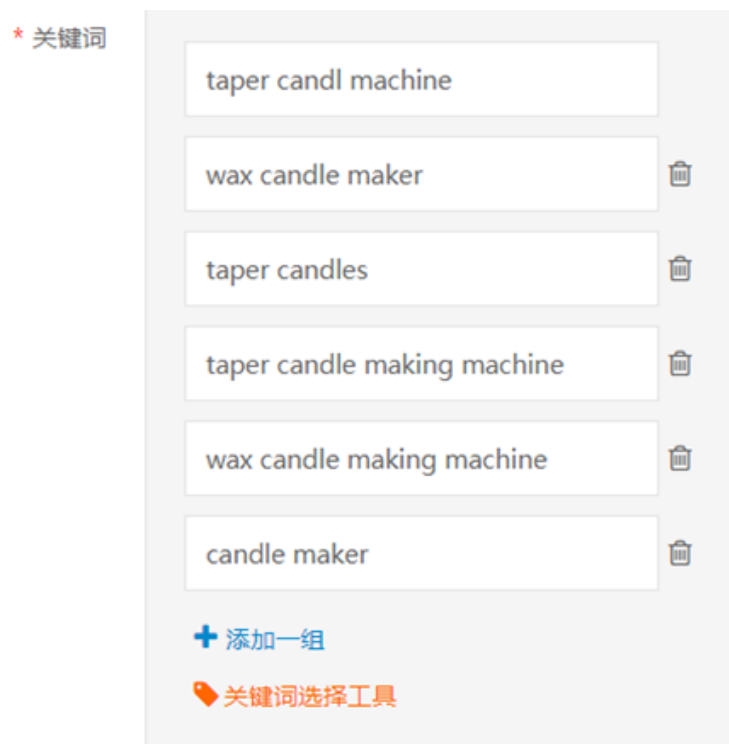 * 关键词
taper candl machine
wax candle maker
taper candles
taper candle making machine
wax candle making machine
candle maker
添加一组
关键词选择工具